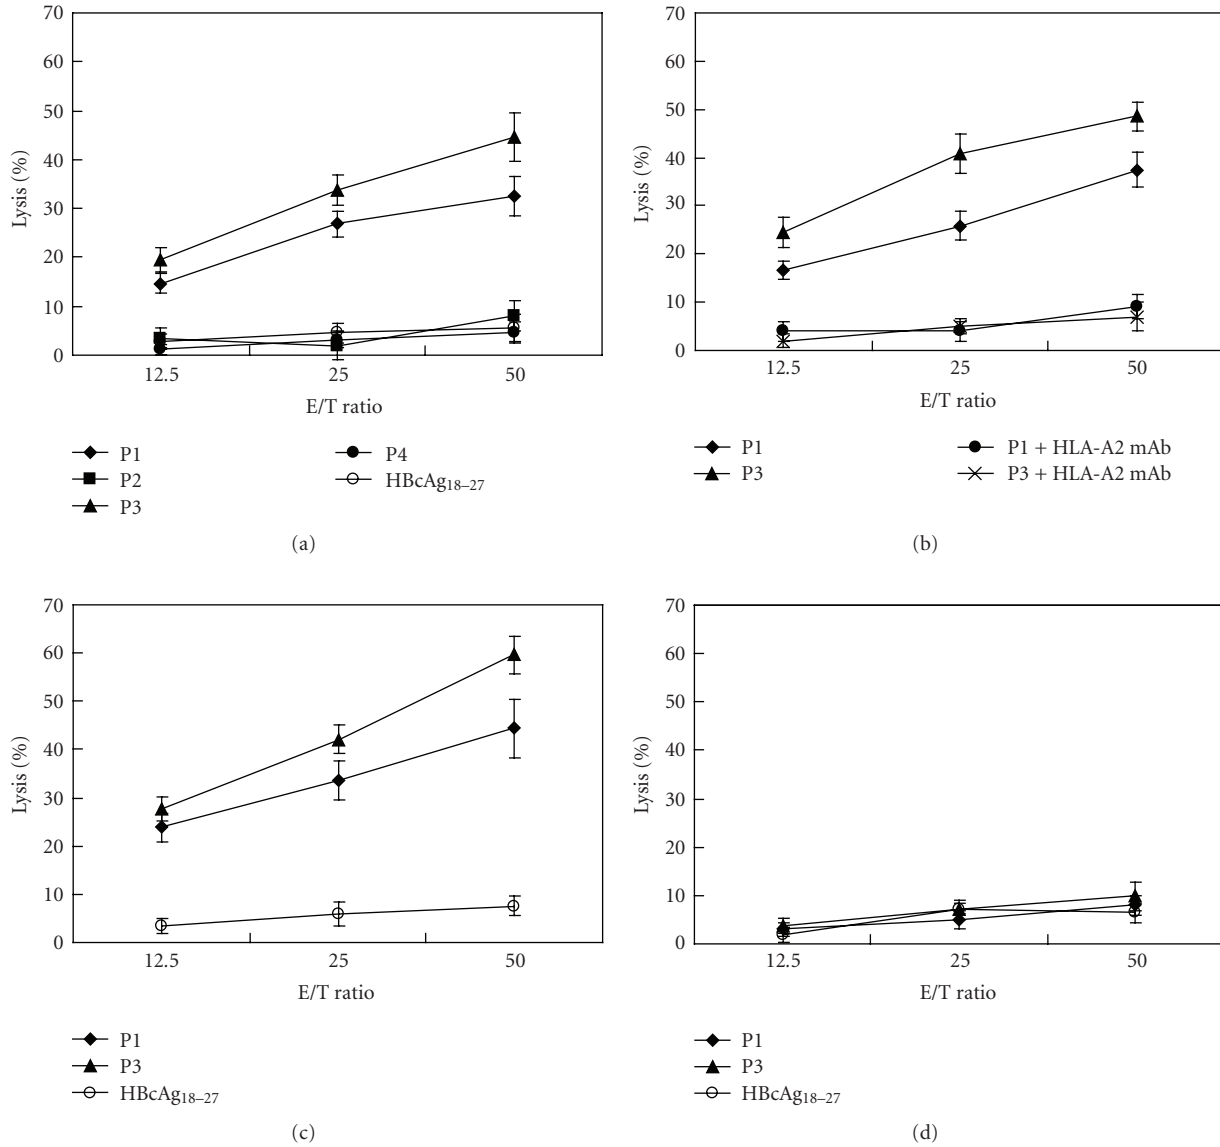 70
60
50
40
30
20
10
0
Lysis (%)
12.5 25 50
E/T ratio
P1
P2
P3
P4
HBcAg18–27
(a)
70
60
50
40
30
20
10
0
Lysis (%)
12.5 25 50
E/T ratio
P1
P3
P1 + HLA-A2 mAb
P3 + HLA-A2 mAb
(b)
70
60
50
40
30
20
10
0
Lysis (%)
12.5 25 50
E/T ratio
P1
P3
HBcAg18–27
(c)
70
60
50
40
30
20
10
0
Lysis (%)
12.5 25 50
E/T ratio
P1
P3
HBcAg18–27
(d)